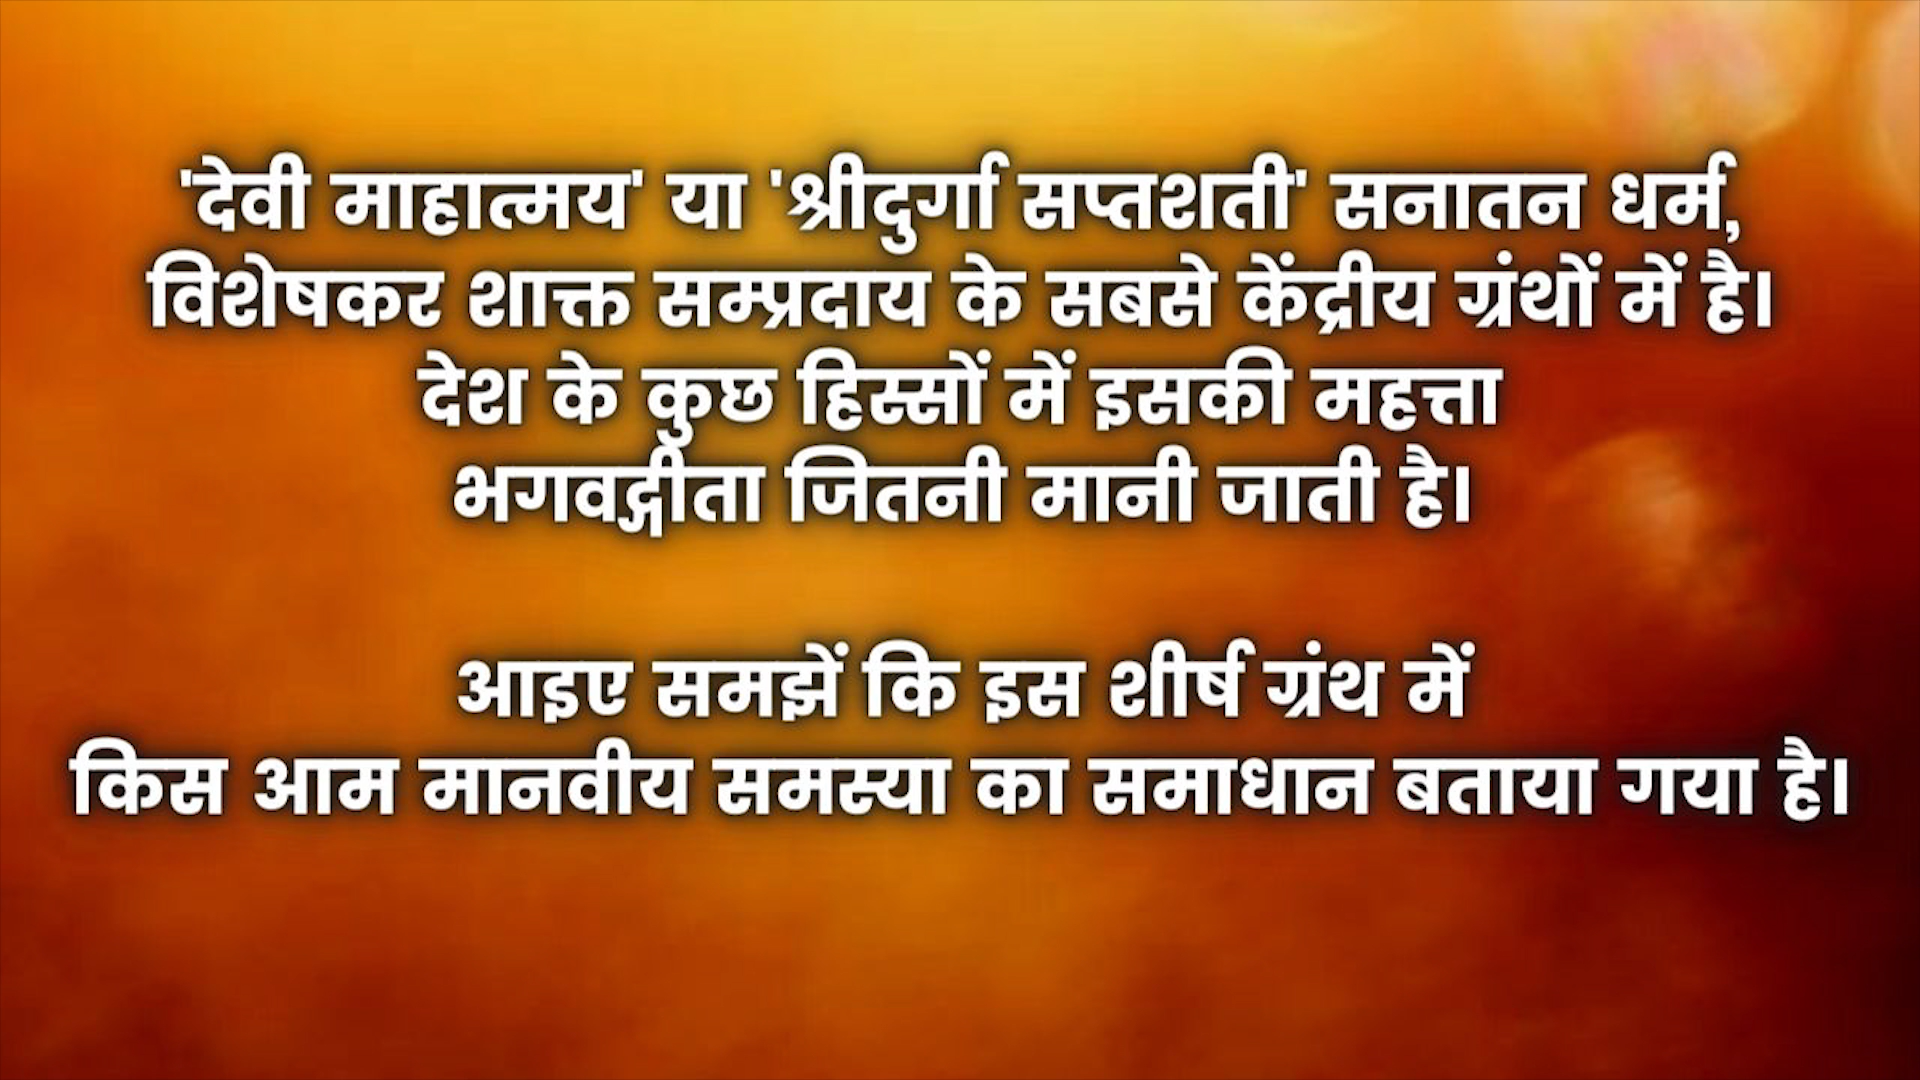 'देवी माहात्मय' या 'श्रीदुर्गा सप्तशती' सनातन धर्म,
विशेषकर शाक्त सम्प्रदाय के सबसे केंद्रीय ग्रंथों में है।
देश के कुछ हिस्सों में इसकी महत्ता
भगवद्गीता जितनी मानी जाती है।
आइए समझें कि इस शीर्ष ग्रंथ में
किस आम मानवीय समस्या का समाधान बताया गया है।